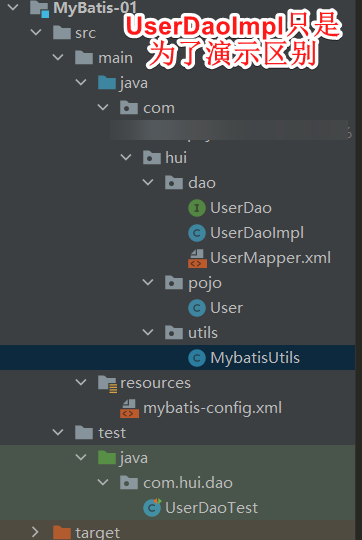 MyBatis-01
UserDaoImpl只是
为了演示区别
src
main
java
com
hui
dao
UserDao
UserDaoImpl
UserMapper.xml
pojo
User
utils
MybatisUtils
resources
mybatis-config.xml
test
java
com.hui.dao
UserDaoTest
target